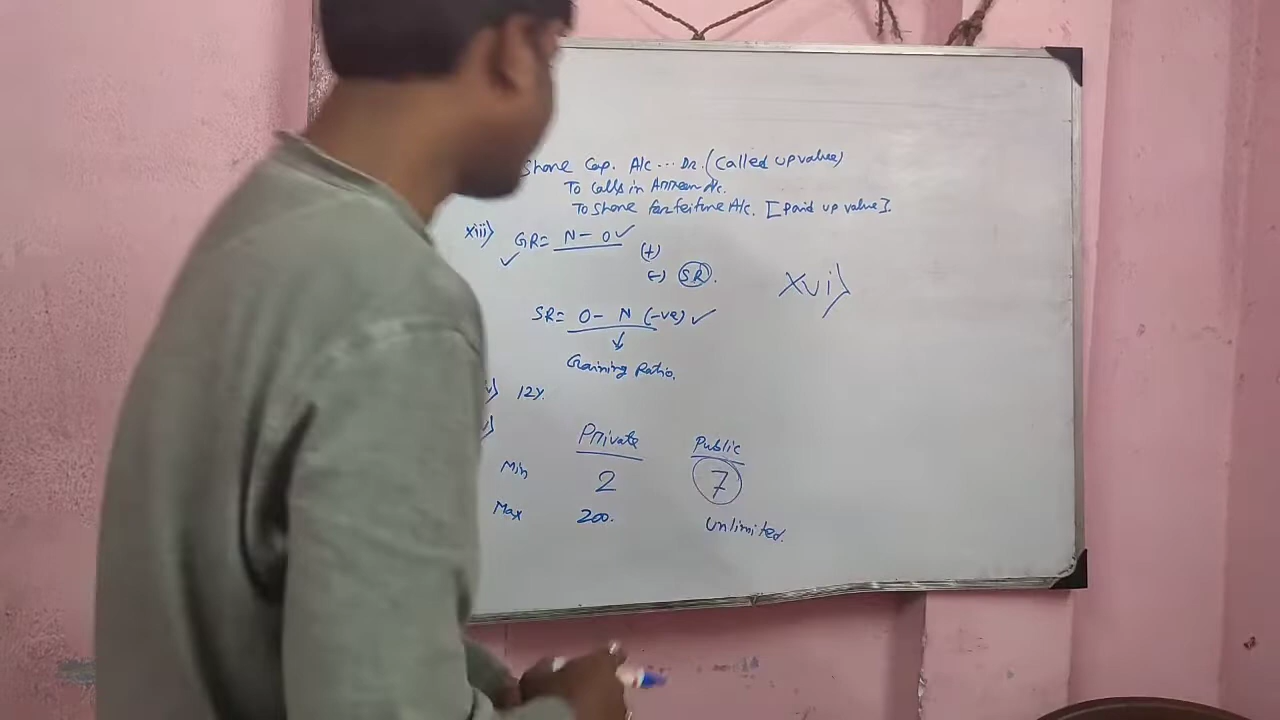 Share Cap. A/c ... Dr. (Called up value)
To Calls in Arrear A/c.
To Share forfeiture A/c. [Paid up value].
xiii) GR = N - O ✓
✓ (+)
(-) (SR).
xvi)
SR = O - N (-ve) ✓
↓
Gaining Ratio.
v) 12%.
Private Public
Min 2 7
Max 200. Unlimited.